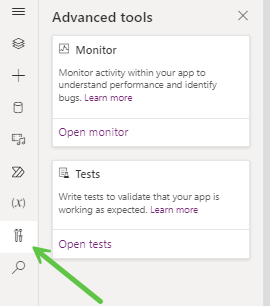 Advanced tools
Monitor
Monitor activity within your app to
understand performance and identify
bugs. Learn more
Open monitor
Tests
Write tests to validate that your app is
working as expected. Learn more
Open tests
(x)